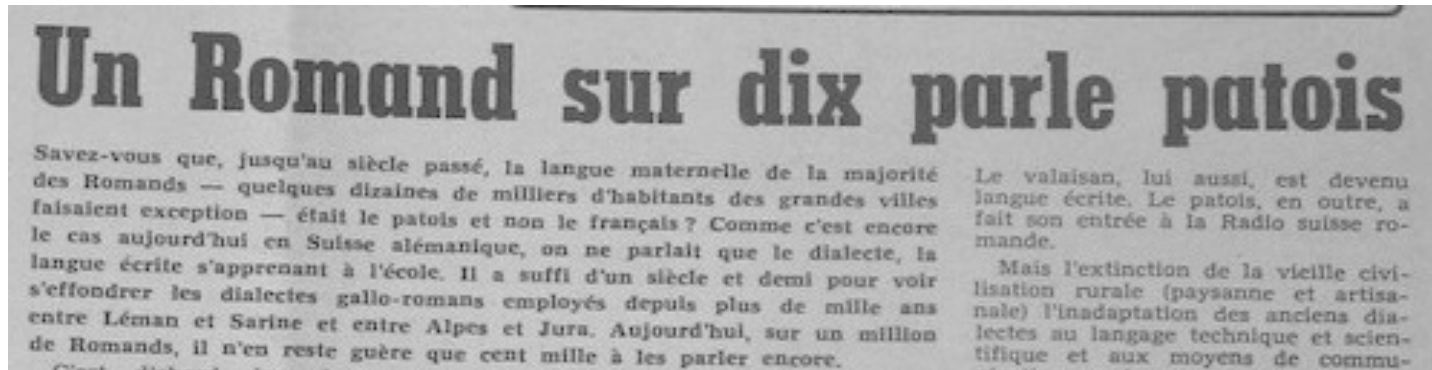 Un Romand sur dix parle patois
Savez-vous que, jusqu'au siècle passé, la langue maternelle de la majorité
des Romands — quelques dizaines de milliers d'habitants des grandes villes
faisaient exception — était le patois et non le français ? Comme c'est encore
le cas aujourd'hui en Suisse alémanique, on ne parlait que le dialecte, la
langue écrite s'apprenant à l'école. Il a suffi d'un siècle et demi pour voir
s'effondrer les dialectes gallo-romans employés depuis plus de mille ans
entre Léman et Sarine et entre Alpes et Jura. Aujourd'hui, sur un million
de Romands, il n'en reste guère que cent mille à les parler encore.
Le valaisan, lui aussi, est devenu
langue écrite. Le patois, en outre, a
fait son entrée à la Radio suisse ro-
mande.
Mais l'extinction de la vieille civi-
lisation rurale (paysanne et artisa-
nale) l'inadaptation des anciens dia-
lectes au langage technique et scien-
tifique et aux moyens de commu-